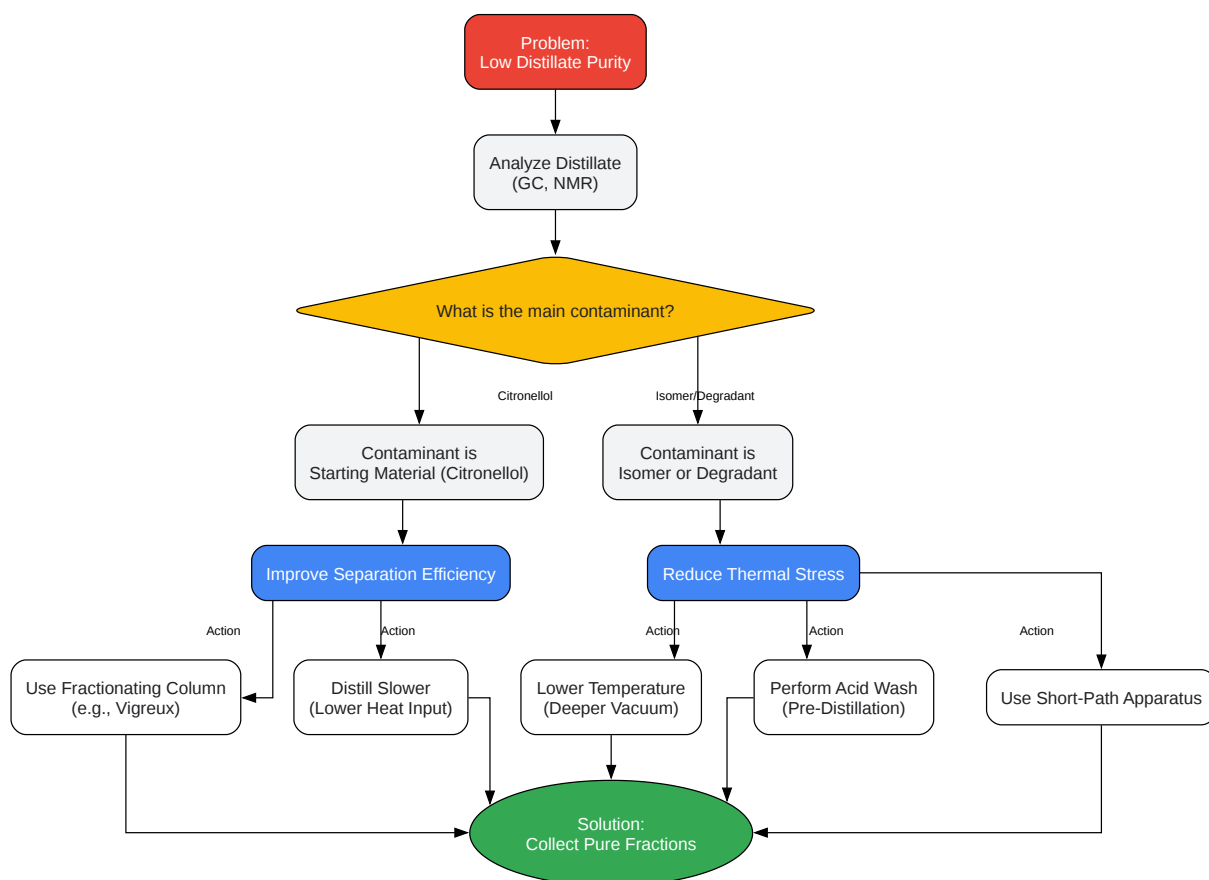 Problem:
Low Distillate Purity
Analyze Distillate
(GC, NMR)
What is the main contaminant?
Citronellol
Isomer/Degradant
Contaminant is
Starting Material (Citronellol)
Contaminant is
Isomer or Degradant
Improve Separation Efficiency
Reduce Thermal Stress
Action
Action
Action
Action
Action
Use Fractionating Column
(e.g., Vigreux)
Distill Slower
(Lower Heat Input)
Lower Temperature
(Deeper Vacuum)
Perform Acid Wash
(Pre-Distillation)
Use Short-Path Apparatus
Solution:
Collect Pure Fractions